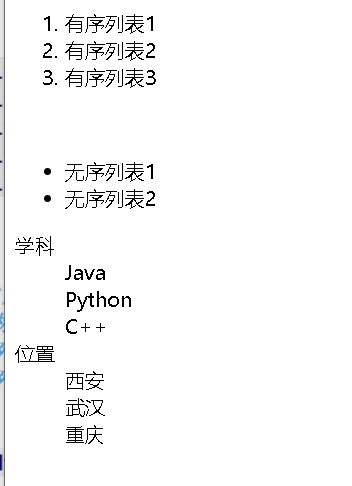 1. 有序列表1
2. 有序列表2
3. 有序列表3
• 无序列表1
• 无序列表2
学科
Java
Python
C++
位置
西安
武汉
重庆